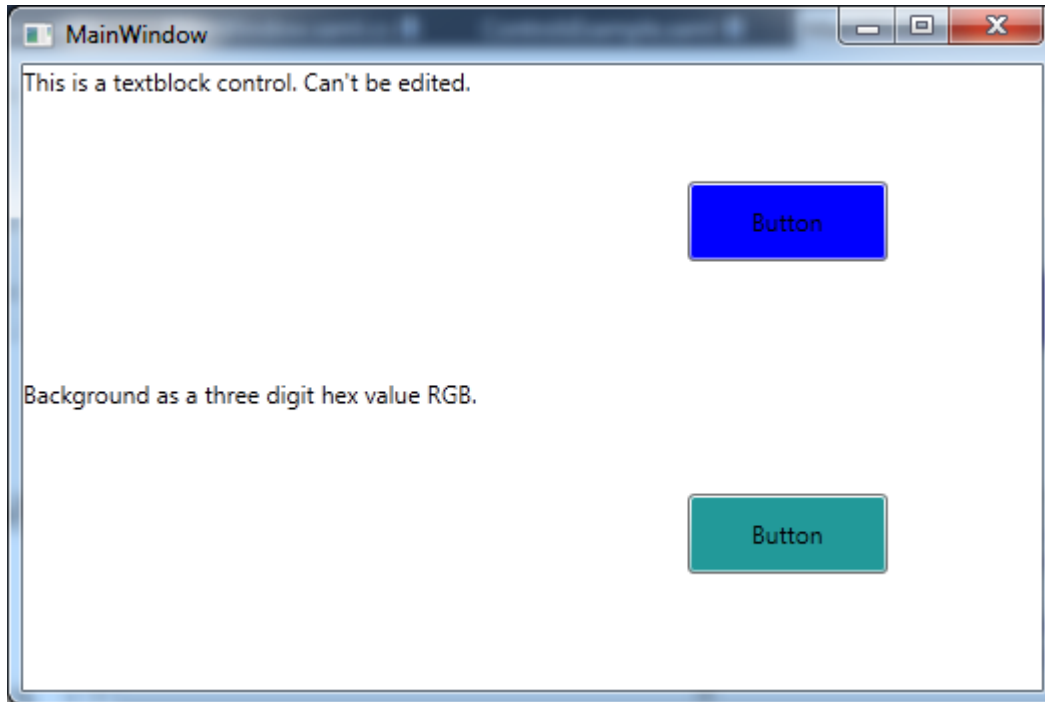 MainWindow
This is a textblock control. Can't be edited.
Button
Background as a three digit hex value RGB.
Button